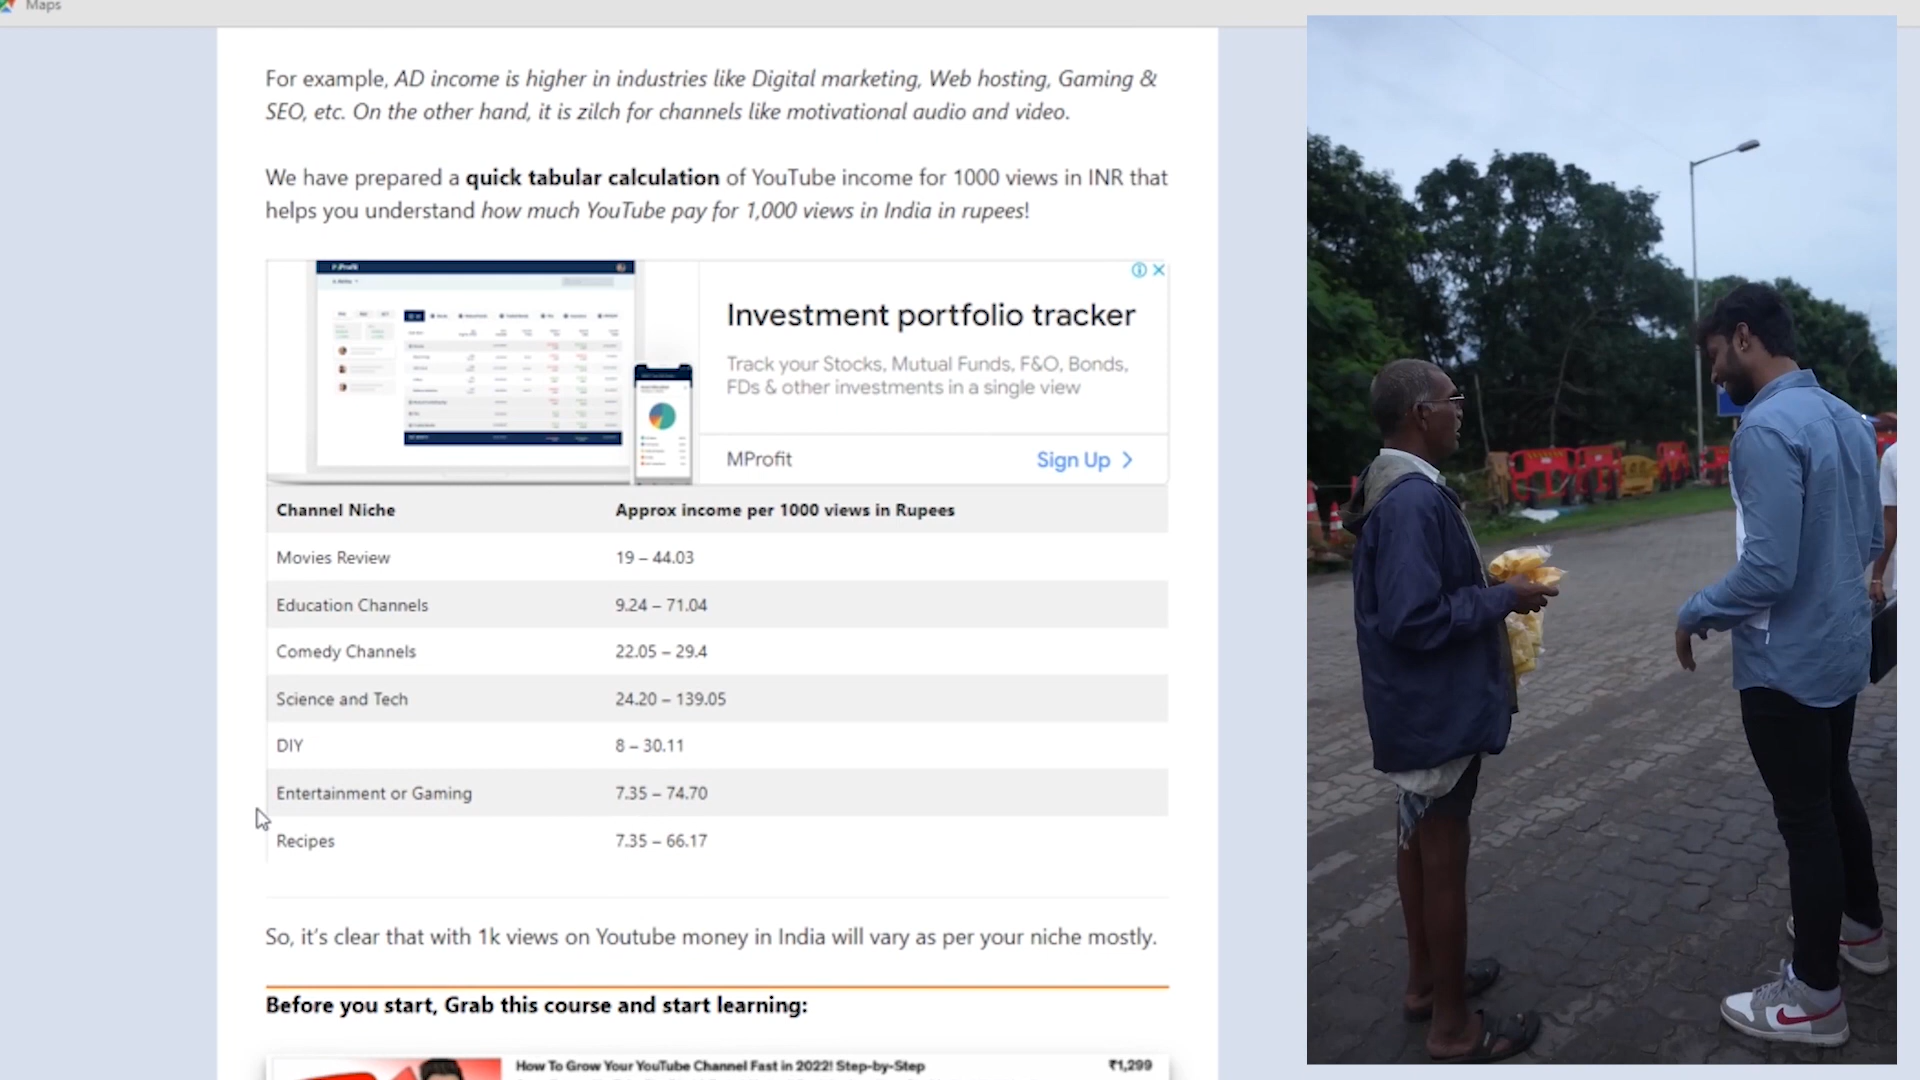 Maps
For example, AD income is higher in industries like Digital marketing, Web hosting, Gaming &
SEO, etc. On the other hand, it is zilch for channels like motivational audio and video.
We have prepared a quick tabular calculation of YouTube income for 1000 views in INR that
helps you understand how much YouTube pay for 1,000 views in India in rupees!
Investment portfolio tracker
Track your Stocks, Mutual Funds, F&O, Bonds,
FDs & other investments in a single view
MProfit
Sign Up
Channel Niche Approx income per 1000 views in Rupees
Movies Review 19 – 44.03
Education Channels 9.24 – 71.04
Comedy Channels 22.05 – 29.4
Science and Tech 24.20 – 139.05
DIY 8 – 30.11
Entertainment or Gaming 7.35 – 74.70
Recipes 7.35 – 66.17
So, it's clear that with 1k views on Youtube money in India will vary as per your niche mostly.
Before you start, Grab this course and start learning:
How To Grow Your YouTube Channel Fast in 2022! Step-by-Step ₹1,299